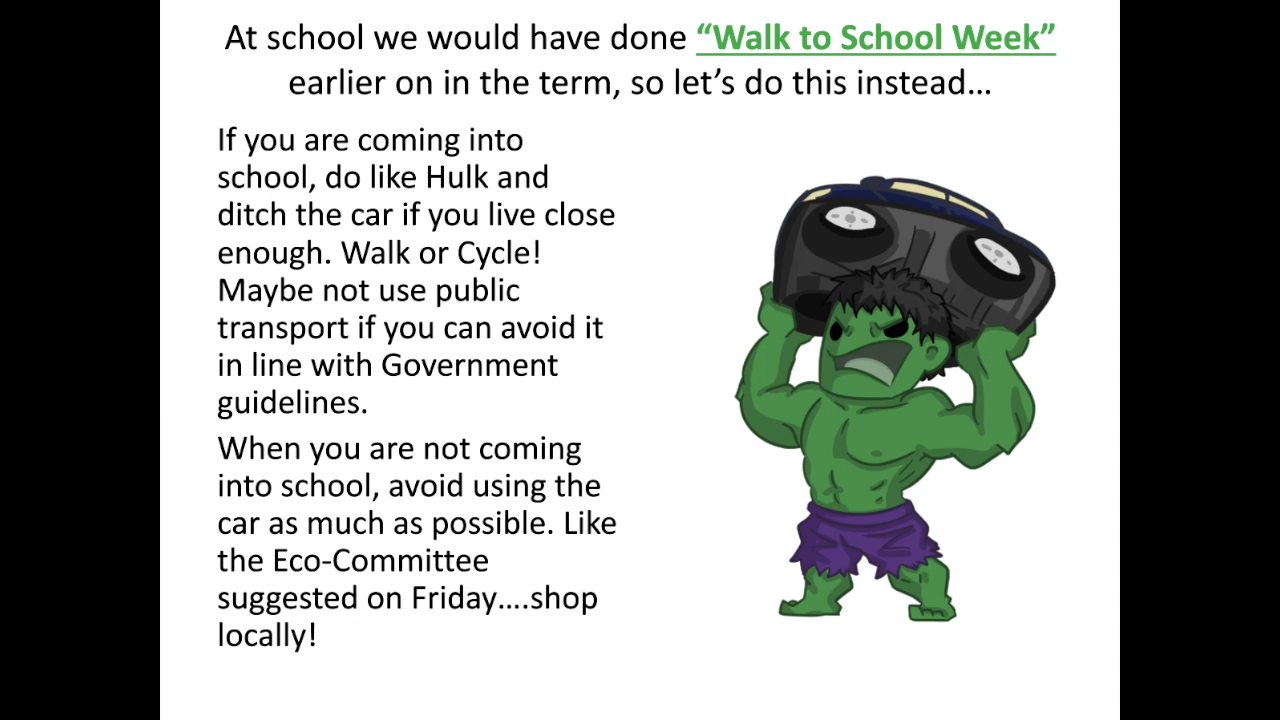 At school we would have done “Walk to School Week”
earlier on in the term, so let’s do this instead…
If you are coming into
school, do like Hulk and
ditch the car if you live close
enough. Walk or Cycle!
Maybe not use public
transport if you can avoid it
in line with Government
guidelines.
When you are not coming
into school, avoid using the
car as much as possible. Like
the Eco-Committee
suggested on Friday….shop
locally!